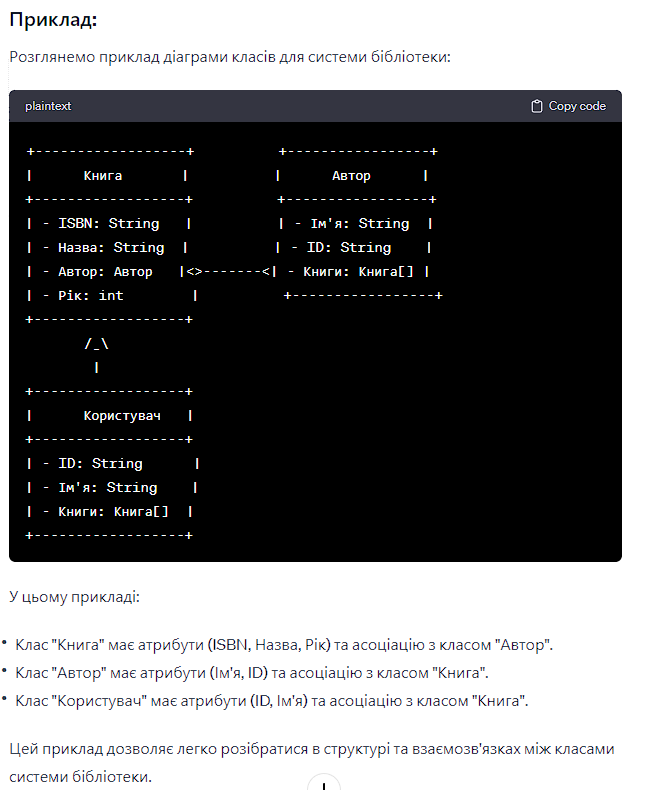 Приклад:
Розглянемо приклад діаграми класів для системи бібліотеки:
plaintext Copy code
+------------------+          +-----------------+
|      Книга       |          |      Автор      |
+------------------+          +-----------------+
| - ISBN: String   |          | - Ім'я: String  |
| - Назва: String  |          | - ID: String    |
| - Автор: Автор   |<>-------<| - Книги: Книга[] |
| - Рік: int         |          +-----------------+
+------------------+
       /_\
        |
+------------------+
|      Користувач   |
+------------------+
| - ID: String      |
| - Ім'я: String    |
| - Книги: Книга[]  |
+------------------+
У цьому прикладі:
• Клас "Книга" має атрибути (ISBN, Назва, Рік) та асоціацію з класом "Автор".
• Клас "Автор" має атрибути (Ім'я, ID) та асоціацію з класом "Книга".
• Клас "Користувач" має атрибути (ID, Ім'я) та асоціацію з класом "Книга".
Цей приклад дозволяє легко розібратися в структурі та взаємозв'язках між класами
системи бібліотеки.